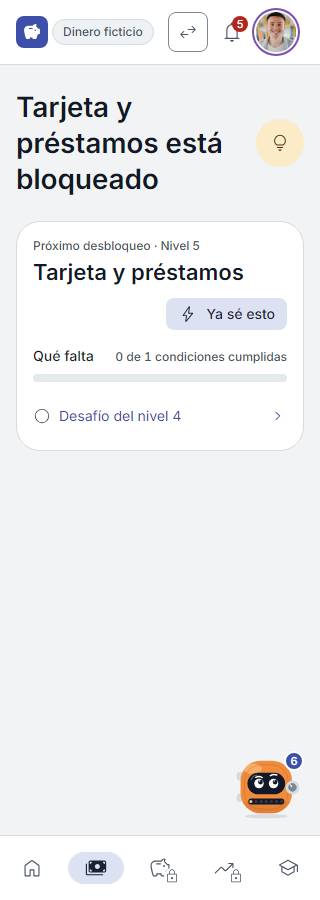 Dinero ficticio
5
Tarjeta y
préstamos está
bloqueado
Próximo desbloqueo · Nivel 5
Tarjeta y préstamos
Ya sé esto
Qué falta
0 de 1 condiciones cumplidas
Desafío del nivel 4
6